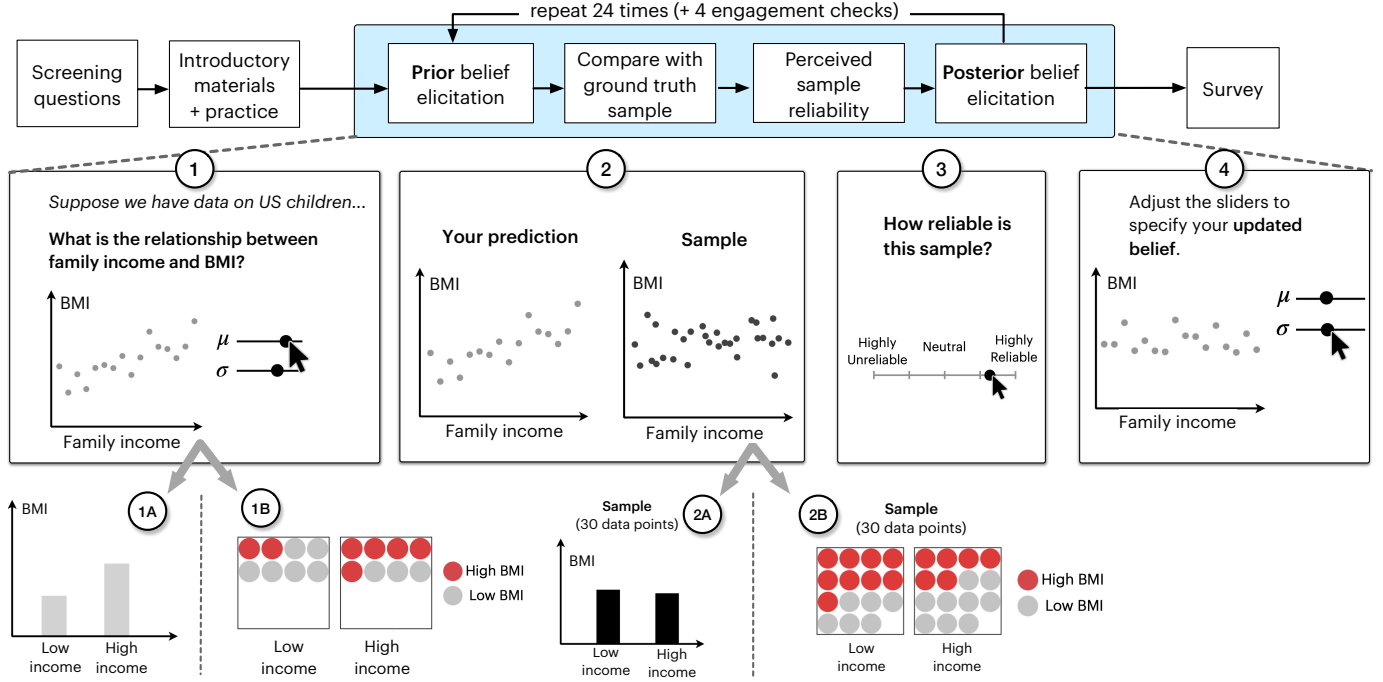 repeat 24 times (+ 4 engagement checks)
Screening
questions
Introductory
materials
+ practice
Prior belief
elicitation
Compare with
ground truth
sample
Perceived
sample
reliability
Posterior belief
elicitation
Survey
1
Suppose we have data on US children...
What is the relationship between
family income and BMI?
BMI
μ
σ
Family income
2
Your prediction
Sample
BMI
BMI
Family income
Family income
3
How reliable is
this sample?
Highly
Unreliable
Neutral
Highly
Reliable
4
Adjust the sliders to
specify your updated
belief.
BMI
μ
σ
Family income
1A
BMI
Low
income
High
income
1B
High BMI
Low BMI
Low
income
High
income
2A
Sample
(30 data points)
BMI
Low
income
High
income
2B
Sample
(30 data points)
High BMI
Low BMI
Low
income
High
income